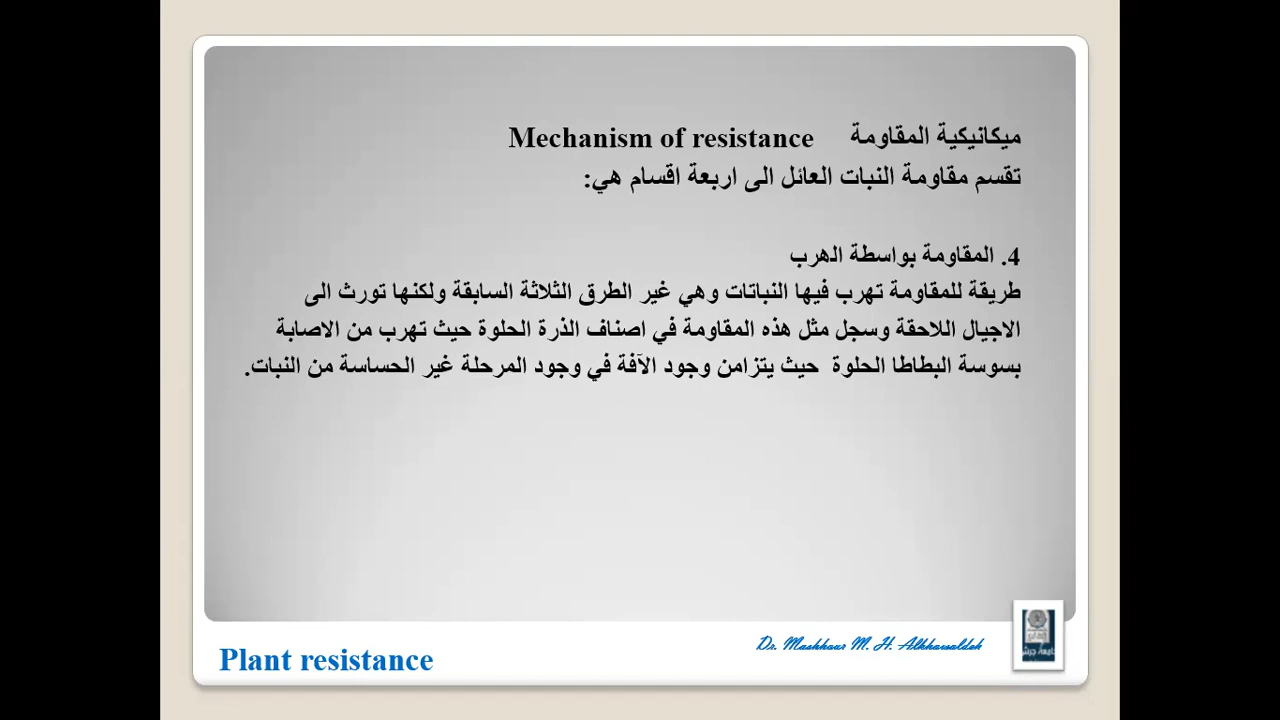 ميكانيكية المقاومة Mechanism of resistance
تقسم مقاومة النبات العائل الى اربعة اقسام هي:
4. المقاومة بواسطة الهرب
طريقة للمقاومة تهرب فيها النباتات وهي غير الطرق الثلاثة السابقة ولكنها تورث الى
الاجيال اللاحقة وسجل مثل هذه المقاومة في اصناف الذرة الحلوة حيث تهرب من الاصابة
بسوسة البطاطا الحلوة حيث يتزامن وجود الآفة في وجود المرحلة غير الحساسة من النبات.
Plant resistance
Dr. Mashhour M. H.